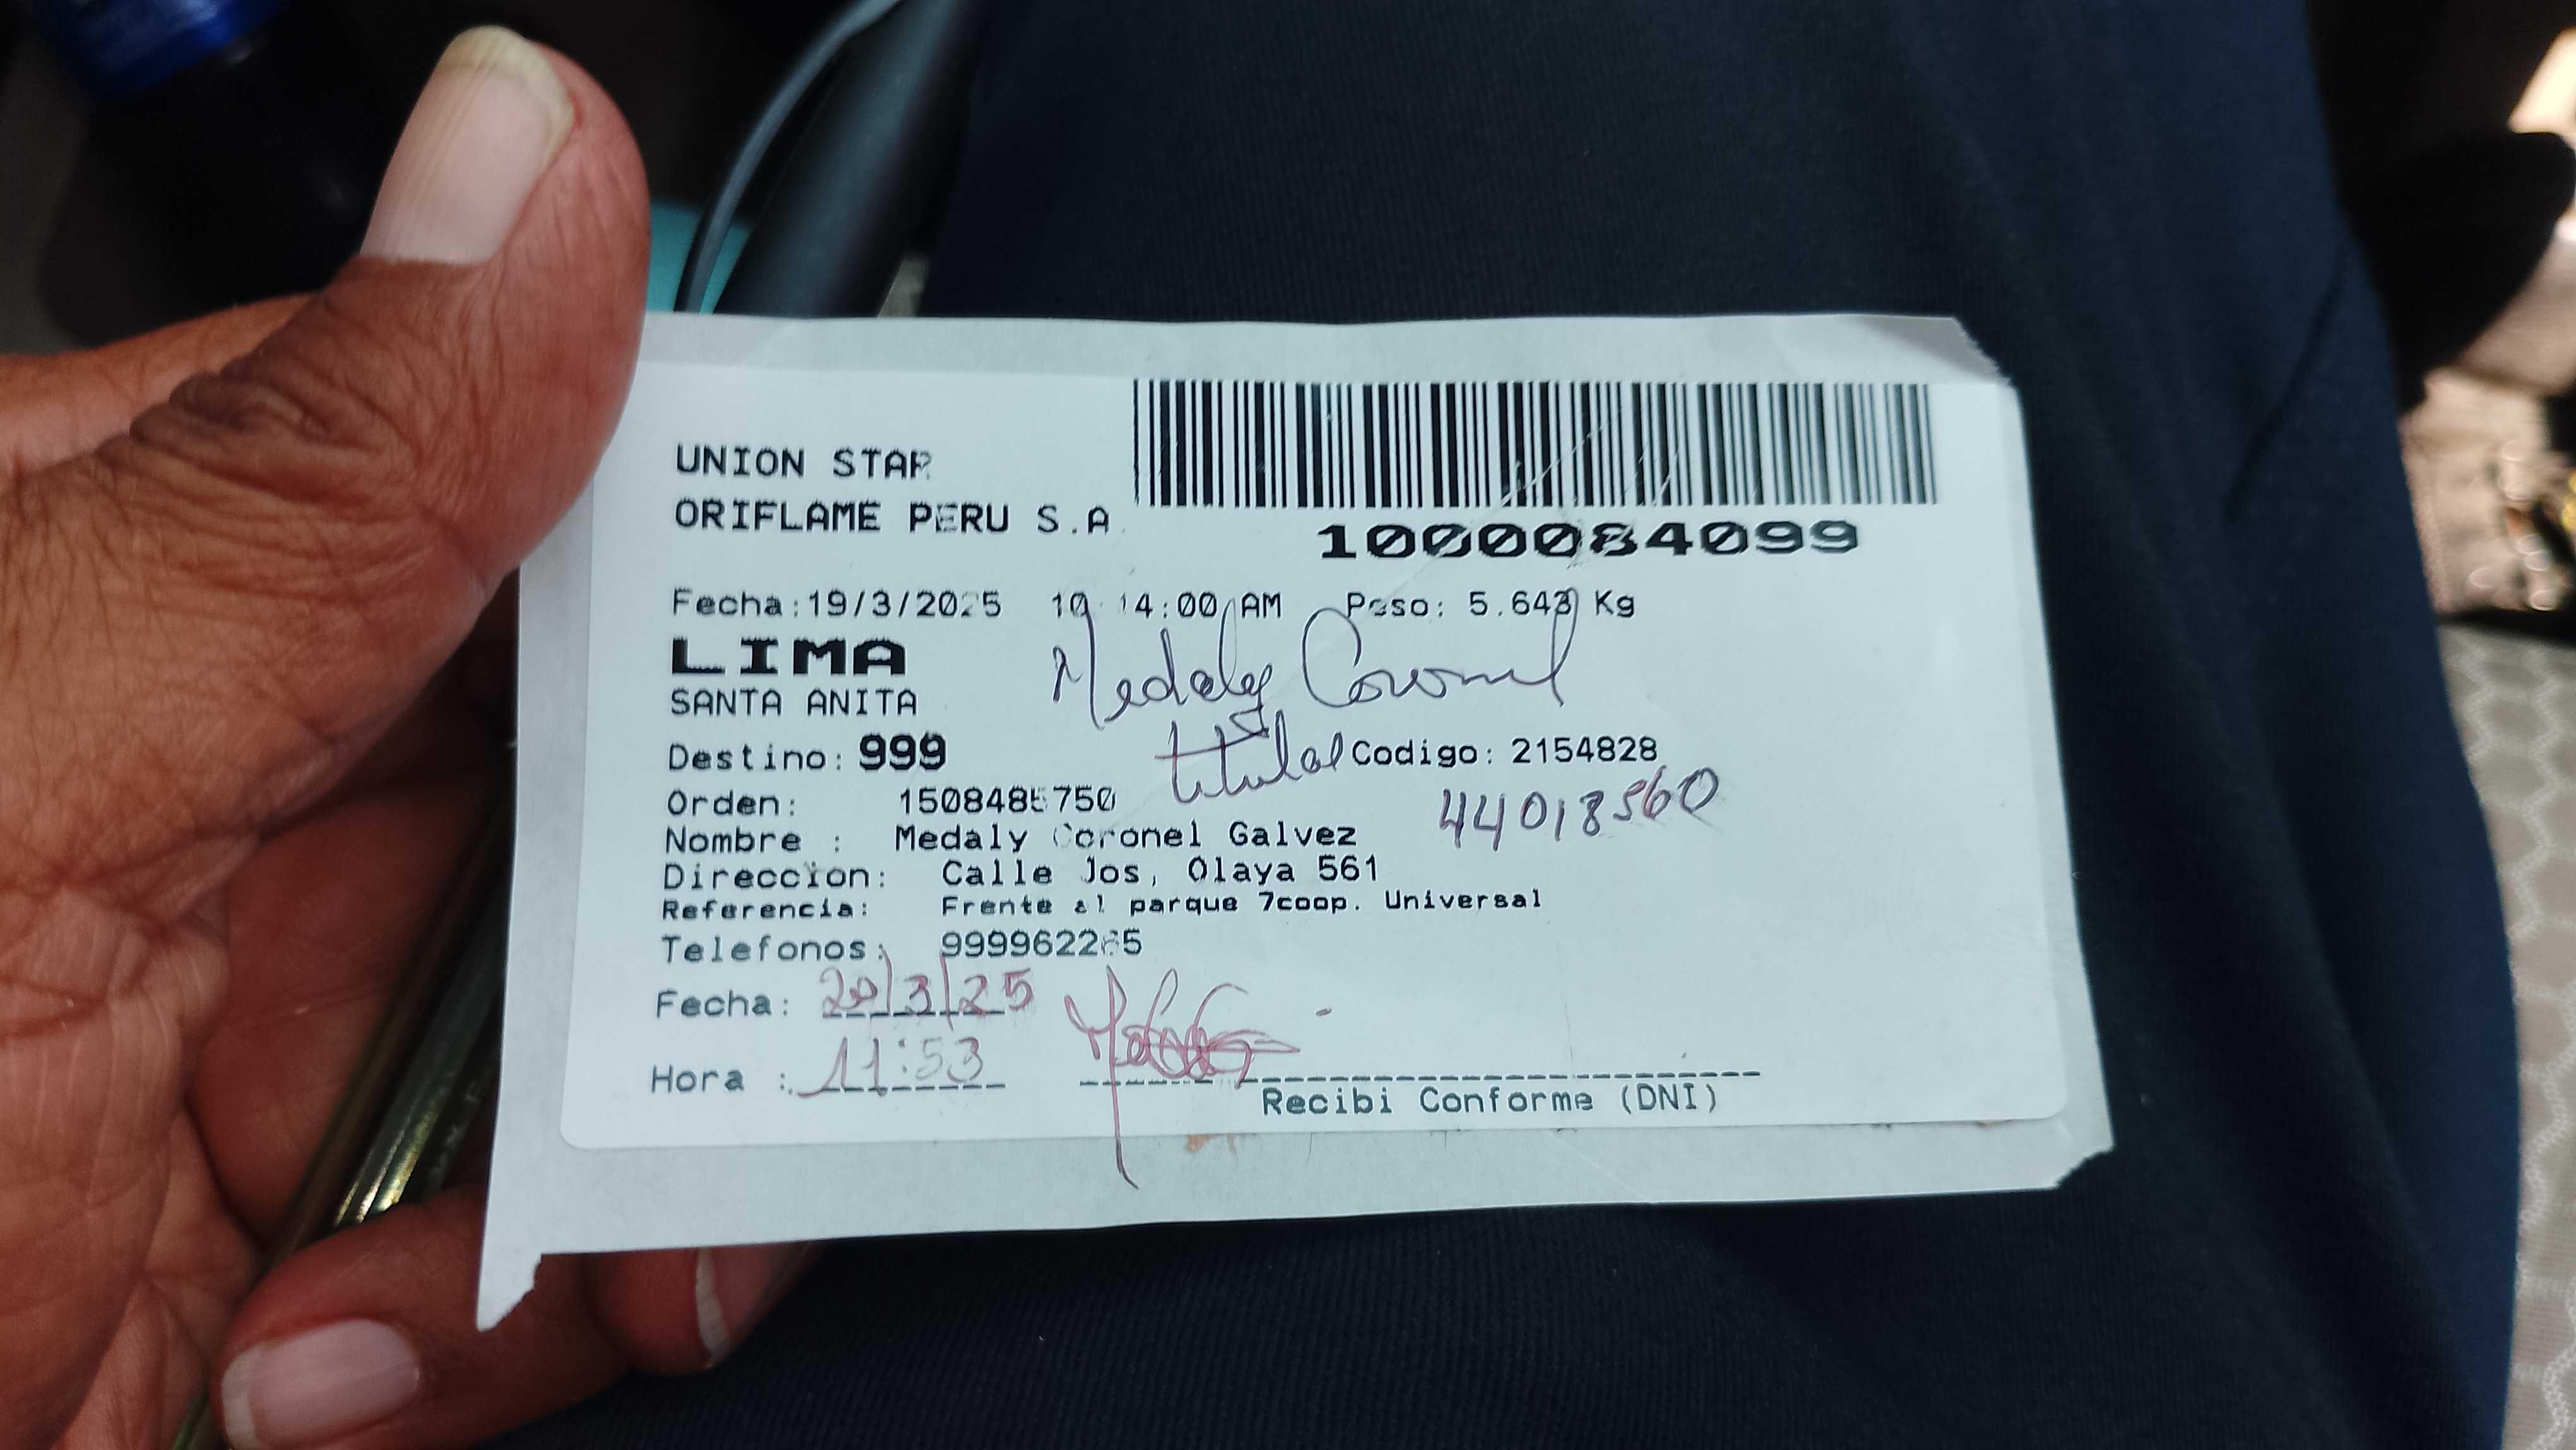 UNION STAR
ORIFLAME PERU S.A
1000084099
Fecha:19/3/2025 10:14:00 AM Peso: 5.643 Kg
LIMA
Medaly Coronel
SANTA ANITA
titular
Destino: 999 Codigo: 2154828
44018560
Orden: 1508485750
Nombre : Medaly Coronel Galvez
Direccion: Calle Jos, Olaya 561
Referencia: Frente al parque 7coop. Universal
Telefonos:
Fecha: 20/3/25
Hora : 11:53
Recibi Conforme (DNI)